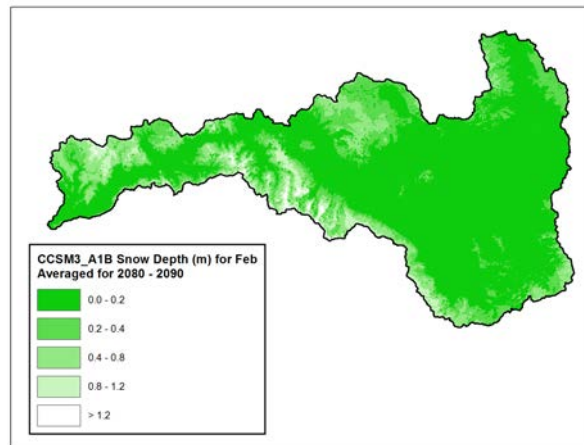 CCSM3_A1B Snow Depth (m) for Feb
Averaged for 2080 - 2090
0.0 - 0.2
0.2 - 0.4
0.4 - 0.8
0.8 - 1.2
> 1.2